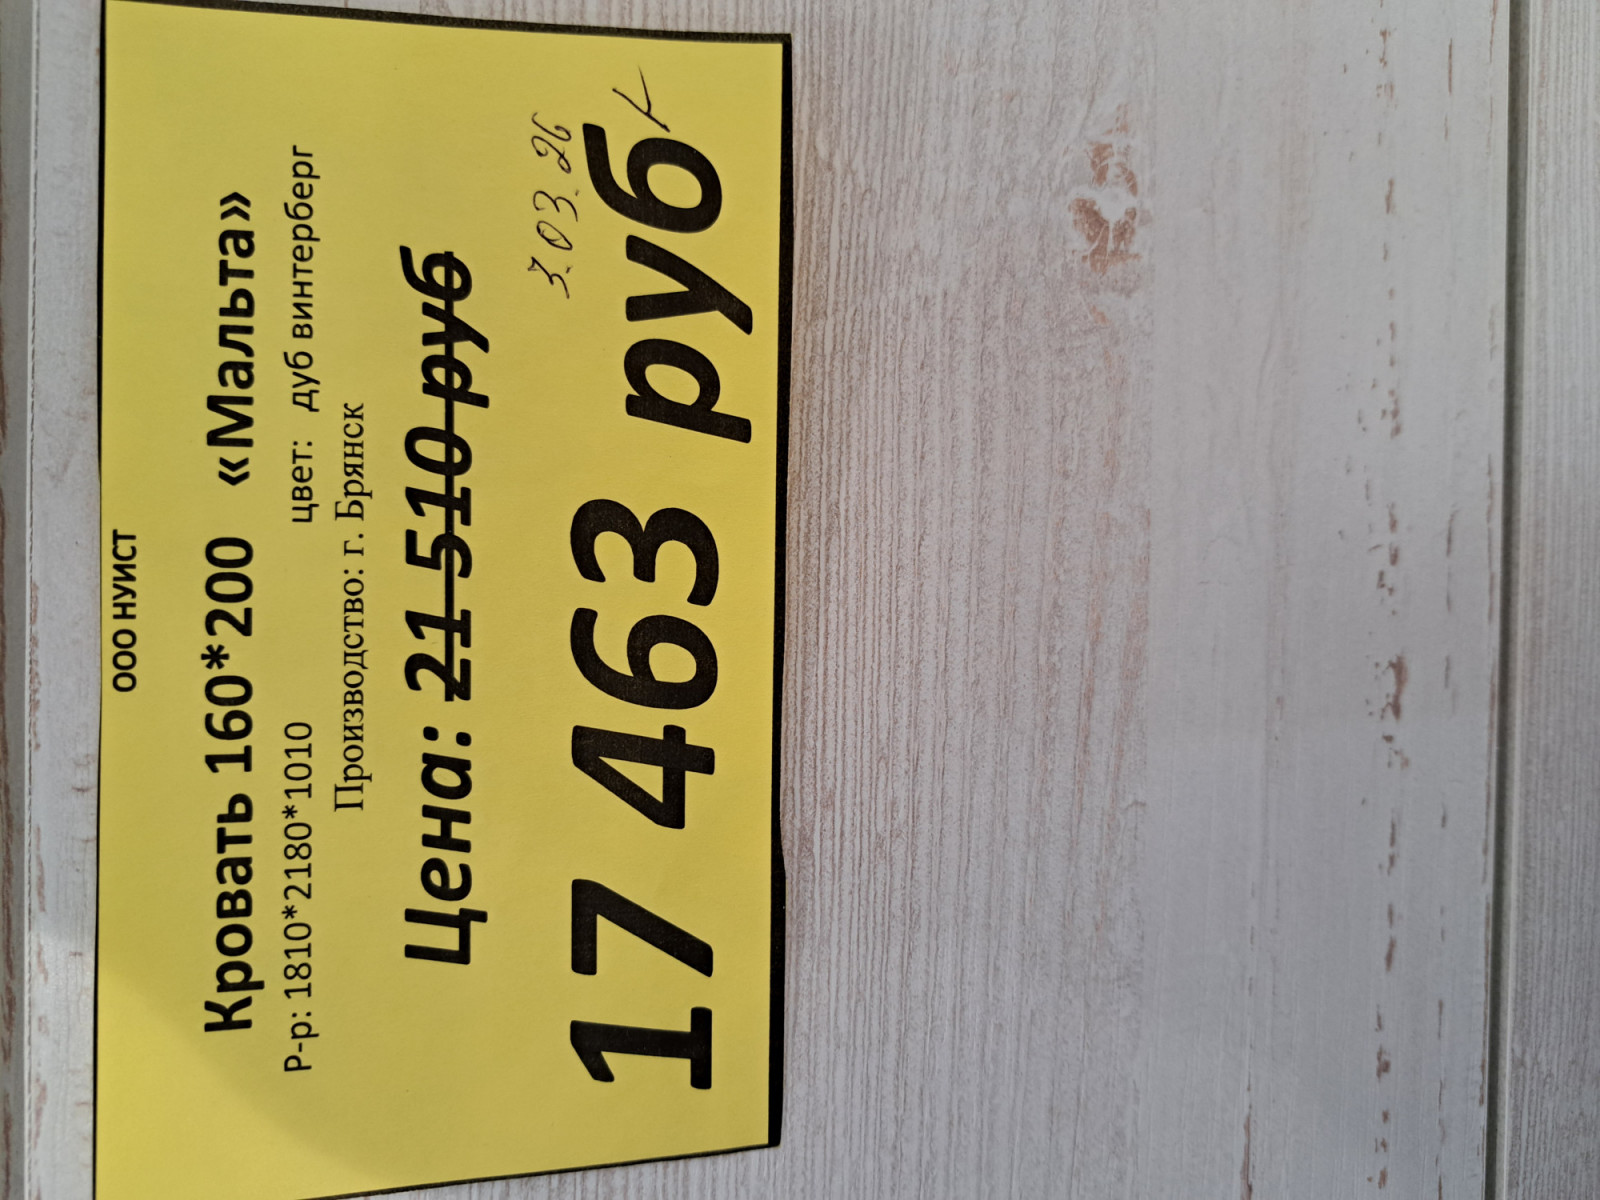 ООО НУИСТ
Кровать 160*200 «Мальта»
Р-р: 1810*2180*1010 цвет: дуб винтерберг
Производство: г. Брянск
Цена: 21 510 руб
3.03.26
17 463 руб